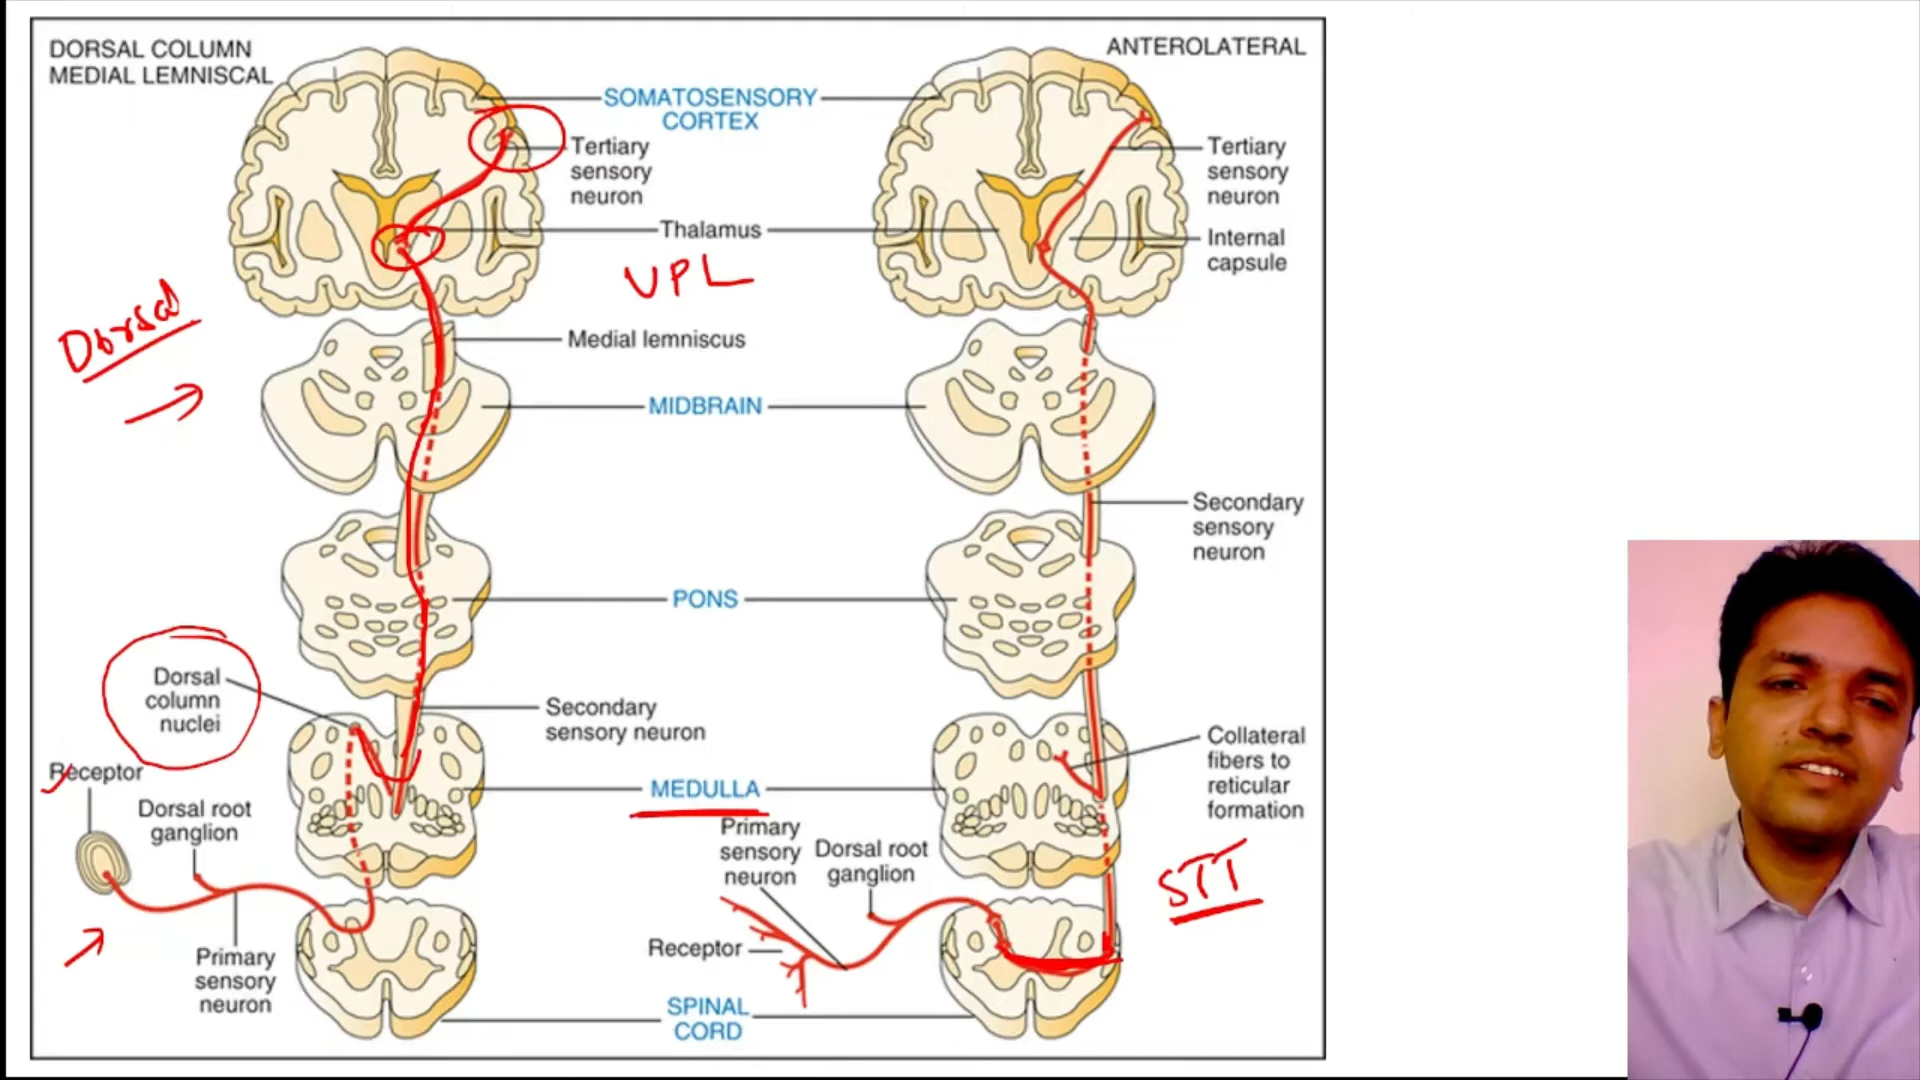 DORSAL COLUMN
MEDIAL LEMNISCAL
ANTEROLATERAL
SOMATOSENSORY
CORTEX
Tertiary
sensory
neuron
Tertiary
sensory
neuron
Thalamus
Internal
capsule
VPL
Dorsal
Medial lemniscus
MIDBRAIN
Secondary
sensory
neuron
PONS
Dorsal
column
nuclei
Secondary
sensory neuron
Collateral
fibers to
reticular
formation
Receptor
MEDULLA
Dorsal root
ganglion
Primary
sensory
neuron
Dorsal root
ganglion
STT
Receptor
Primary
sensory
neuron
SPINAL
CORD